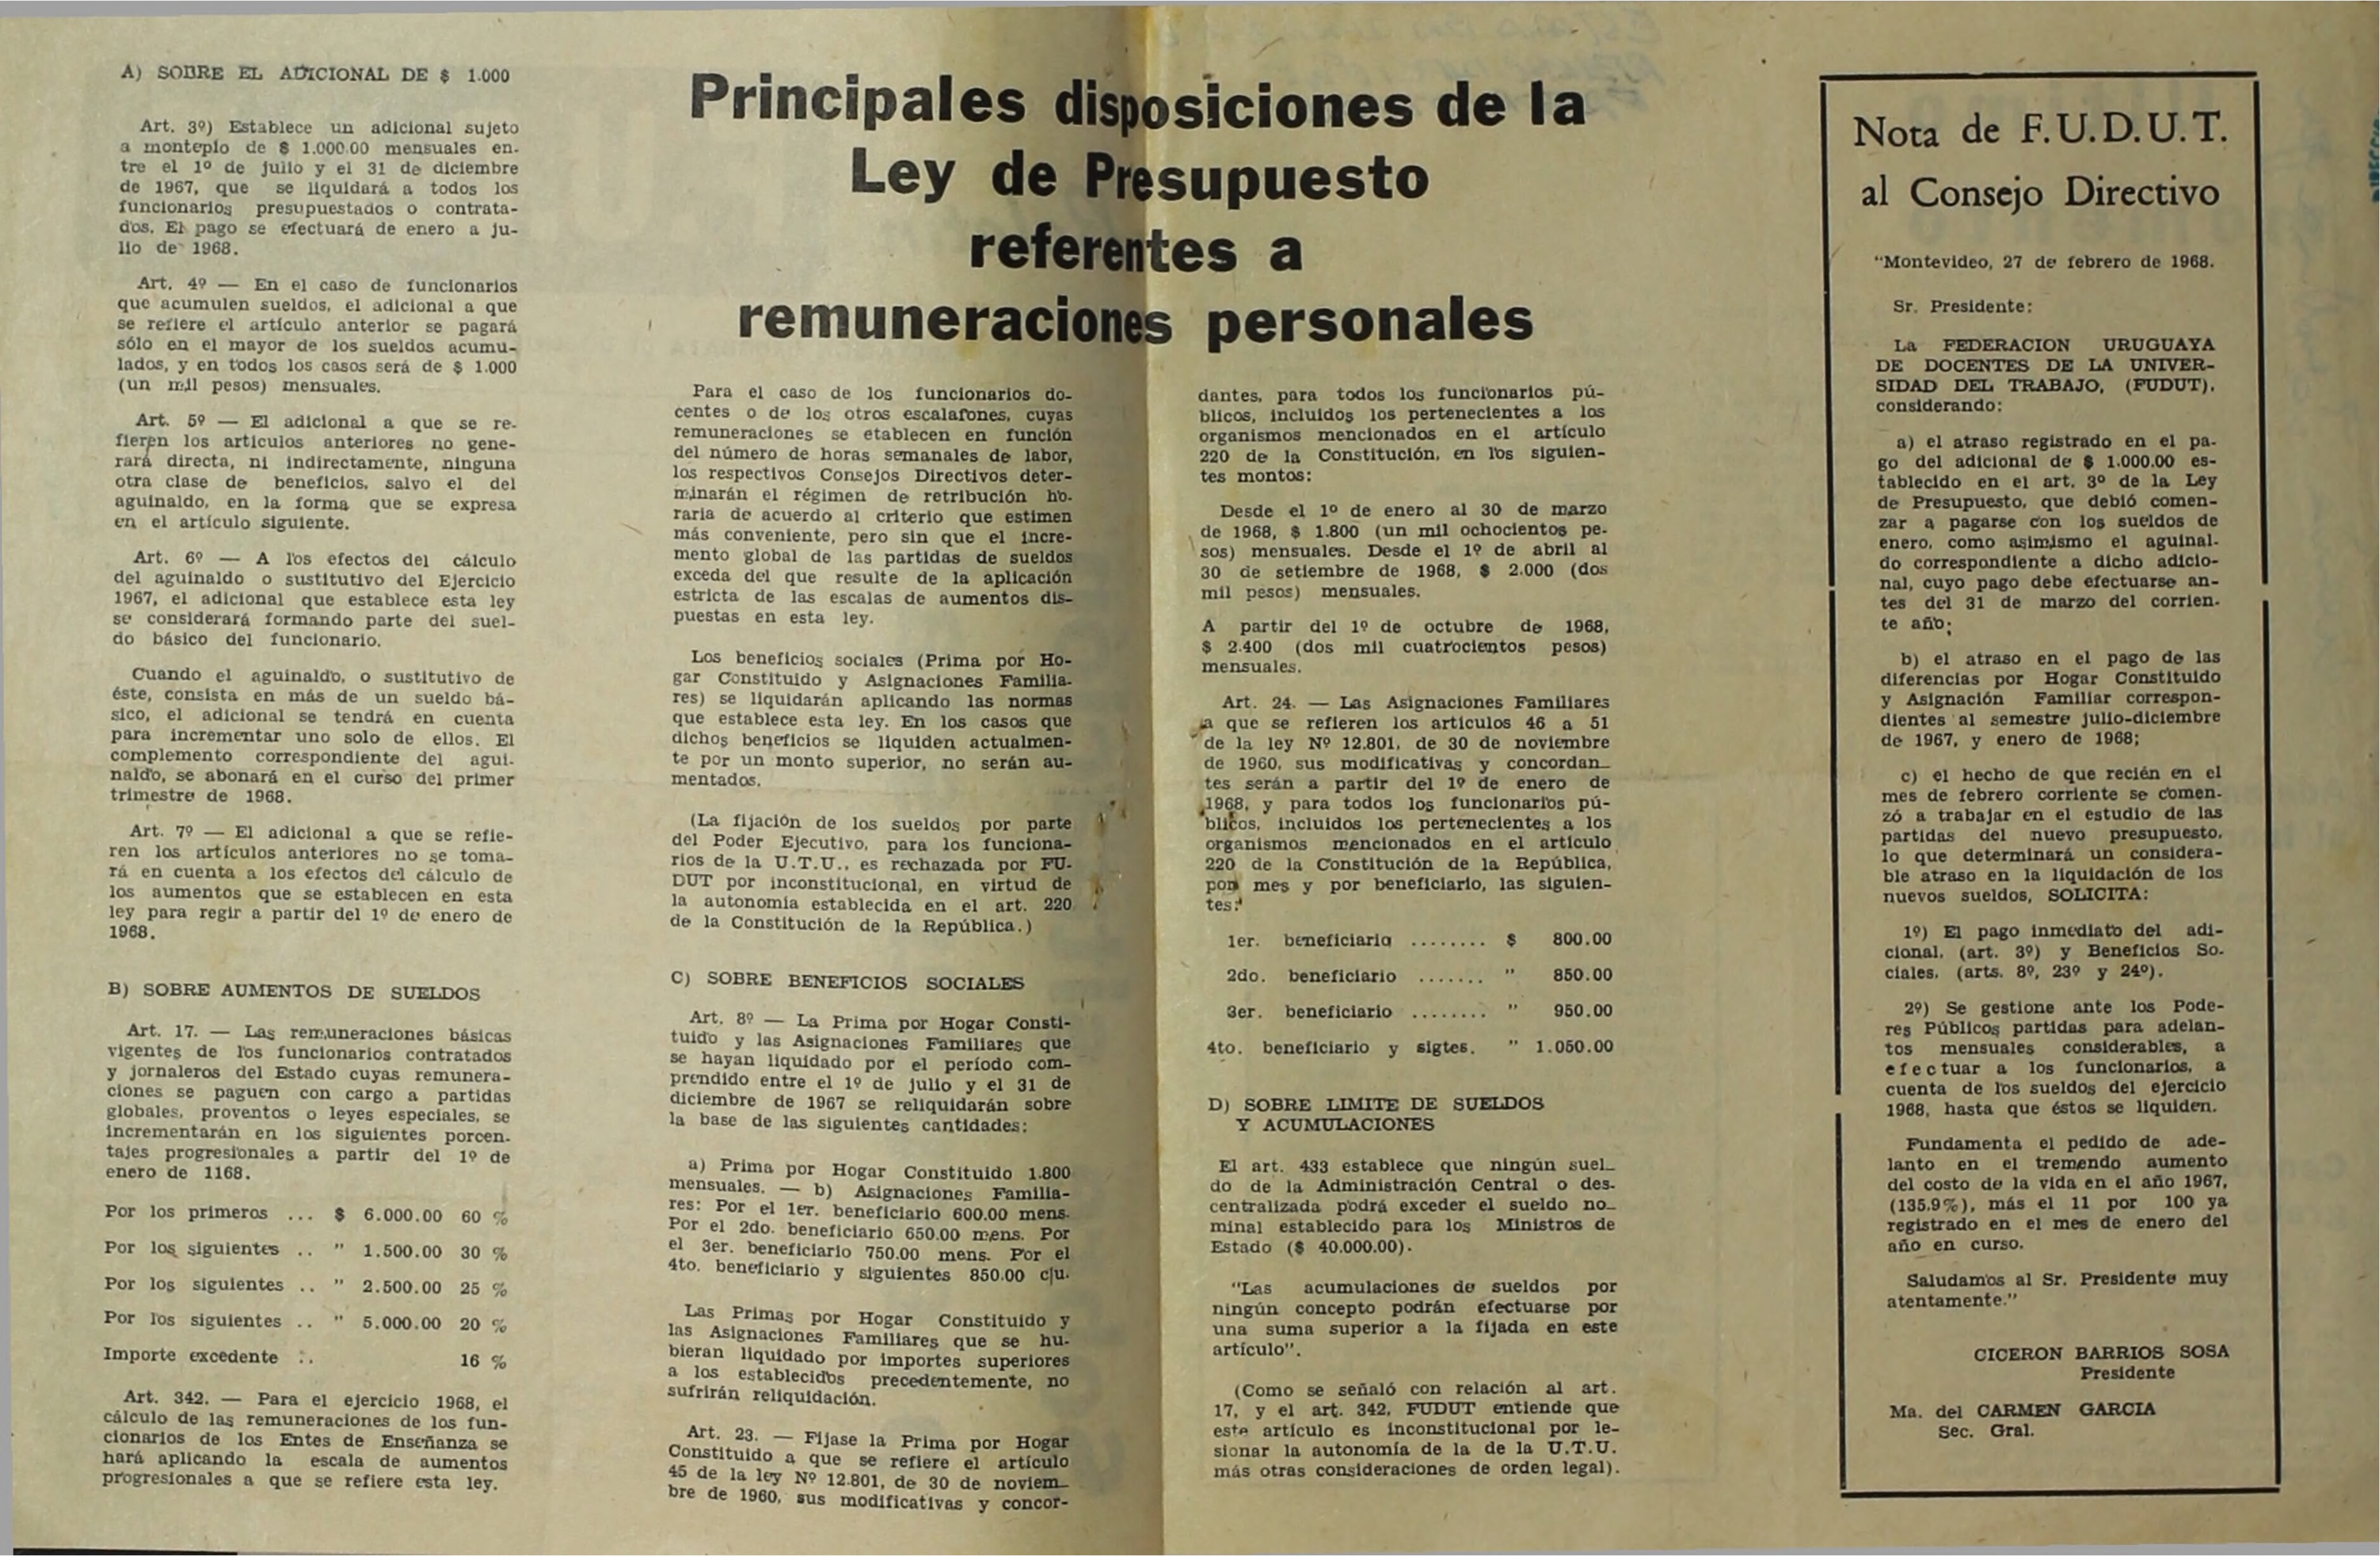 Principales disposiciones de la
Ley de Presupuesto
referentes a
remuneraciones personales
A) SOBRE EL ADICIONAL DE $ 1.000
Art. 3º) Establece un adicional sujeto
a montepío de $ 1.000.00 mensuales en-
tre el 1º de julio y el 31 de diciembre
de 1967, que se liquidará a todos los
funcionarios presupuestados o contrata-
dos. El pago se efectuará de enero a ju-
lio de 1968.
Art. 4º — En el caso de funcionarios
que acumulen sueldos, el adicional a que
se refiere el artículo anterior se pagará
sólo en el mayor de los sueldos acumu-
lados, y en todos los casos será de $ 1.000
(un mil pesos) mensuales.
Art. 5º — El adicional a que se re-
fieren los artículos anteriores no gene-
rará directa, ni indirectamente, ninguna
otra clase de beneficios, salvo el del
aguinaldo, en la forma que se expresa
en el artículo siguiente.
Art. 6º — A los efectos del cálculo
del aguinaldo o sustitutivo del Ejercicio
1967, el adicional que establece esta ley
se considerará formando parte del suel-
do básico del funcionario.
Cuando el aguinaldo, o sustitutivo de
éste, consista en más de un sueldo bá-
sico, el adicional se tendrá en cuenta
para incrementar uno solo de ellos. El
complemento correspondiente del agui-
naldo, se abonará en el curso del primer
trimestre de 1968.
Art. 7º — El adicional a que se refie-
ren los artículos anteriores no se toma-
rá en cuenta a los efectos del cálculo de
los aumentos que se establecen en esta
ley para regir a partir del 1º de enero de
1968.
B) SOBRE AUMENTOS DE SUELDOS
Art. 17. — Las remuneraciones básicas
vigentes de los funcionarios contratados
y jornaleros del Estado cuyas remunera-
ciones se paguen con cargo a partidas
globales, proventos o leyes especiales, se
incrementarán en los siguientes porcen-
tajes progresionales a partir del 1º de
enero de 1168.
Por los primeros ... $ 6.000.00 60 %
Por los siguientes .. " 1.500.00 30 %
Por los siguientes .. " 2.500.00 25 %
Por los siguientes .. " 5.000.00 20 %
Importe excedente .. 16 %
Art. 342. — Para el ejercicio 1968, el
cálculo de las remuneraciones de los fun-
cionarios de los Entes de Enseñanza se
hará aplicando la escala de aumentos
progresionales a que se refiere esta ley.
Para el caso de los funcionarios do-
centes o de los otros escalafones, cuyas
remuneraciones se etablecen en función
del número de horas semanales de labor,
los respectivos Consejos Directivos deter-
minarán el régimen de retribución ho-
raria de acuerdo al criterio que estimen
más conveniente, pero sin que el incre-
mento global de las partidas de sueldos
exceda del que resulte de la aplicación
estricta de las escalas de aumentos dis-
puestas en esta ley.
Los beneficios sociales (Prima por Ho-
gar Constituido y Asignaciones Familia-
res) se liquidarán aplicando las normas
que establece esta ley. En los casos que
dichos beneficios se liquiden actualmen-
te por un monto superior, no serán au-
mentados.
(La fijación de los sueldos por parte
del Poder Ejecutivo, para los funciona-
rios de la U.T.U., es rechazada por FU-
DUT por inconstitucional, en virtud de
la autonomía establecida en el art. 220
de la Constitución de la República.)
C) SOBRE BENEFICIOS SOCIALES
Art. 8º — La Prima por Hogar Consti-
tuido y las Asignaciones Familiares que
se hayan liquidado por el período com-
prendido entre el 1º de julio y el 31 de
diciembre de 1967 se reliquidarán sobre
la base de las siguientes cantidades:
a) Prima por Hogar Constituido 1.800
mensuales. — b) Asignaciones Familia-
res: Por el 1er. beneficiario 600.00 mens.
Por el 2do. beneficiario 650.00 mens. Por
el 3er. beneficiario 750.00 mens. Por el
4to. beneficiario y siguientes 850.00 c|u.
Las Primas por Hogar Constituido y
las Asignaciones Familiares que se hu-
bieran liquidado por importes superiores
a los establecidos precedentemente, no
sufrirán reliquidación.
Art. 23. — Fíjase la Prima por Hogar
Constituido a que se refiere el artículo
45 de la ley Nº 12.801, de 30 de noviem_
bre de 1960, sus modificativas y concor-
dantes, para todos los funcionarios pú-
blicos, incluidos los pertenecientes a los
organismos mencionados en el artículo
220 de la Constitución, en los siguien-
tes montos:
Desde el 1º de enero al 30 de marzo
de 1968, $ 1.800 (un mil ochocientos pe-
sos) mensuales. Desde el 1º de abril al
30 de setiembre de 1968, $ 2.000 (dos
mil pesos) mensuales.
A partir del 1º de octubre de 1968,
$ 2.400 (dos mil cuatrocientos pesos)
mensuales.
Art. 24. — Las Asignaciones Familiares
a que se refieren los artículos 46 a 51
de la ley Nº 12.801, de 30 de noviembre
de 1960, sus modificativas y concordan_
tes serán a partir del 1º de enero de
1968, y para todos los funcionarios pú-
blicos, incluidos los pertenecientes a los
organismos mencionados en el artículo
220 de la Constitución de la República,
por mes y por beneficiario, las siguien-
tes:
1er. beneficiario ........ $ 800.00
2do. beneficiario ....... " 850.00
3er. beneficiario ........ " 950.00
4to. beneficiario y sigtes. " 1.050.00
D) SOBRE LIMITE DE SUELDOS
Y ACUMULACIONES
El art. 433 establece que ningún suel_
do de la Administración Central o des-
centralizada podrá exceder el sueldo no_
minal establecido para los Ministros de
Estado ($ 40.000.00).
"Las acumulaciones de sueldos por
ningún concepto podrán efectuarse por
una suma superior a la fijada en este
artículo".
(Como se señaló con relación al art.
17, y el art. 342, FUDUT entiende que
este artículo es inconstitucional por le-
sionar la autonomía de la de la U.T.U.
más otras consideraciones de orden legal).
Nota de F.U.D.U.T.
al Consejo Directivo
"Montevideo, 27 de febrero de 1968.
Sr. Presidente:
La FEDERACION URUGUAYA
DE DOCENTES DE LA UNIVER-
SIDAD DEL TRABAJO, (FUDUT),
considerando:
a) el atraso registrado en el pa-
go del adicional de $ 1.000.00 es-
tablecido en el art. 3º de la Ley
de Presupuesto, que debió comen-
zar a pagarse con los sueldos de
enero, como asimismo el aguinal-
do correspondiente a dicho adicio-
nal, cuyo pago debe efectuarse an-
tes del 31 de marzo del corrien-
te año;
b) el atraso en el pago de las
diferencias por Hogar Constituido
y Asignación Familiar correspon-
dientes al semestre julio-diciembre
de 1967, y enero de 1968;
c) el hecho de que recién en el
mes de febrero corriente se comen-
zó a trabajar en el estudio de las
partidas del nuevo presupuesto,
lo que determinará un considera-
ble atraso en la liquidación de los
nuevos sueldos, SOLICITA:
1º) El pago inmediato del adi-
cional, (art. 3º) y Beneficios So-
ciales, (arts. 8º, 23º y 24º).
2º) Se gestione ante los Pode-
res Públicos partidas para adelan-
tos mensuales considerables, a
efectuar a los funcionarios, a
cuenta de los sueldos del ejercicio
1968, hasta que éstos se liquiden.
Fundamenta el pedido de ade-
lanto en el tremendo aumento
del costo de la vida en el año 1967,
(135.9%), más el 11 por 100 ya
registrado en el mes de enero del
año en curso.
Saludamos al Sr. Presidente muy
atentamente."
CICERON BARRIOS SOSA
Presidente
Ma. del CARMEN GARCIA
Sec. Gral.